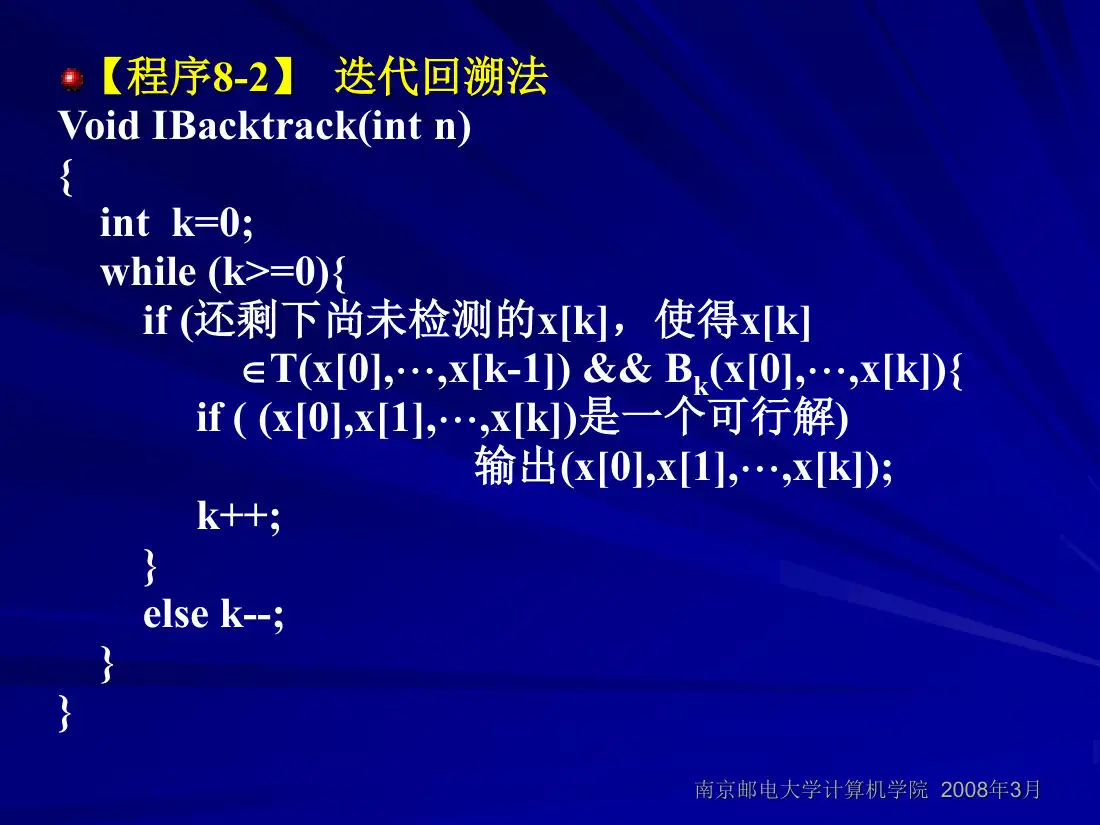 【程序8-2】 迭代回溯法
Void IBacktrack(int n)
{
int k=0;
while (k>=0){
if (还剩下尚未检测的x[k]，使得x[k]
∈T(x[0],⋯,x[k-1]) && Bk(x[0],⋯,x[k]){
if ( (x[0],x[1],⋯,x[k])是一个可行解)
输出(x[0],x[1],⋯,x[k]);
k++;
}
else k--;
}
}
南京邮电大学计算机学院 2008年3月